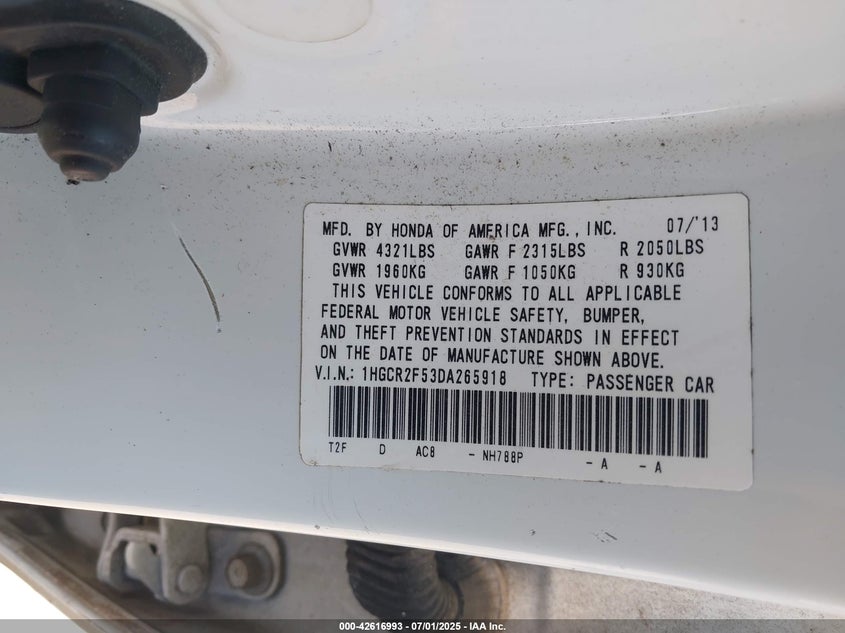 MFD. BY HONDA OF AMERICA MFG., INC. 07/'13
GVWR 4321LBS GAWR F 2315LBS R 2050LBS
GVWR 1960KG GAWR F 1050KG R 930KG
THIS VEHICLE CONFORMS TO ALL APPLICABLE
FEDERAL MOTOR VEHICLE SAFETY, BUMPER,
AND THEFT PREVENTION STANDARDS IN EFFECT
ON THE DATE OF MANUFACTURE SHOWN ABOVE.
V.I.N.: 1HGCR2F53DA265918 TYPE: PASSENGER CAR
T2F D AC8 - NH788P - A - A
000-42616993 - 07/01/2025 - IAA Inc.